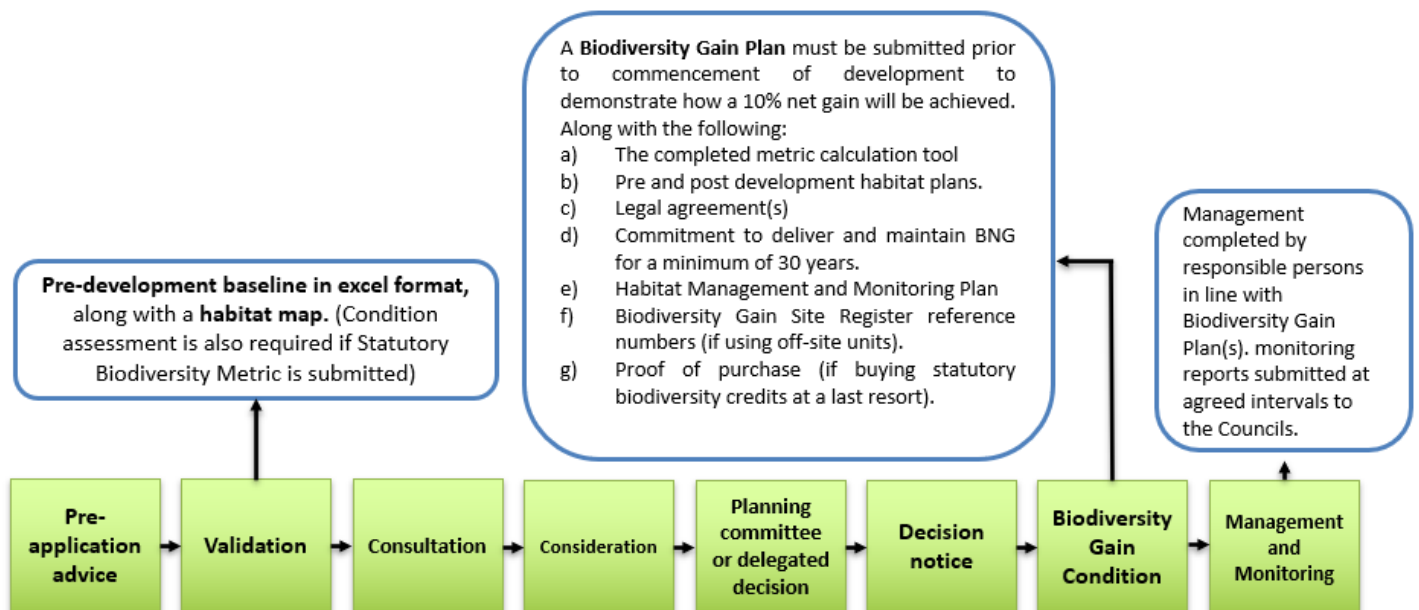 A Biodiversity Gain Plan must be submitted prior
to commencement of development to
demonstrate how a 10% net gain will be achieved.
Along with the following:
a) The completed metric calculation tool
b) Pre and post development habitat plans.
c) Legal agreement(s)
d) Commitment to deliver and maintain BNG
for a minimum of 30 years.
e) Habitat Management and Monitoring Plan
f) Biodiversity Gain Site Register reference
numbers (if using off-site units).
g) Proof of purchase (if buying statutory
biodiversity credits at a last resort).
Management
completed by
responsible persons
in line with
Biodiversity Gain
Plan(s). monitoring
reports submitted at
agreed intervals to
the Councils.
Pre-development baseline in excel format,
along with a habitat map. (Condition
assessment is also required if Statutory
Biodiversity Metric is submitted)
Pre-
application
advice
Validation
Consultation
Consideration
Planning
committee
or delegated
decision
Decision
notice
Biodiversity
Gain
Condition
Management
and
Monitoring